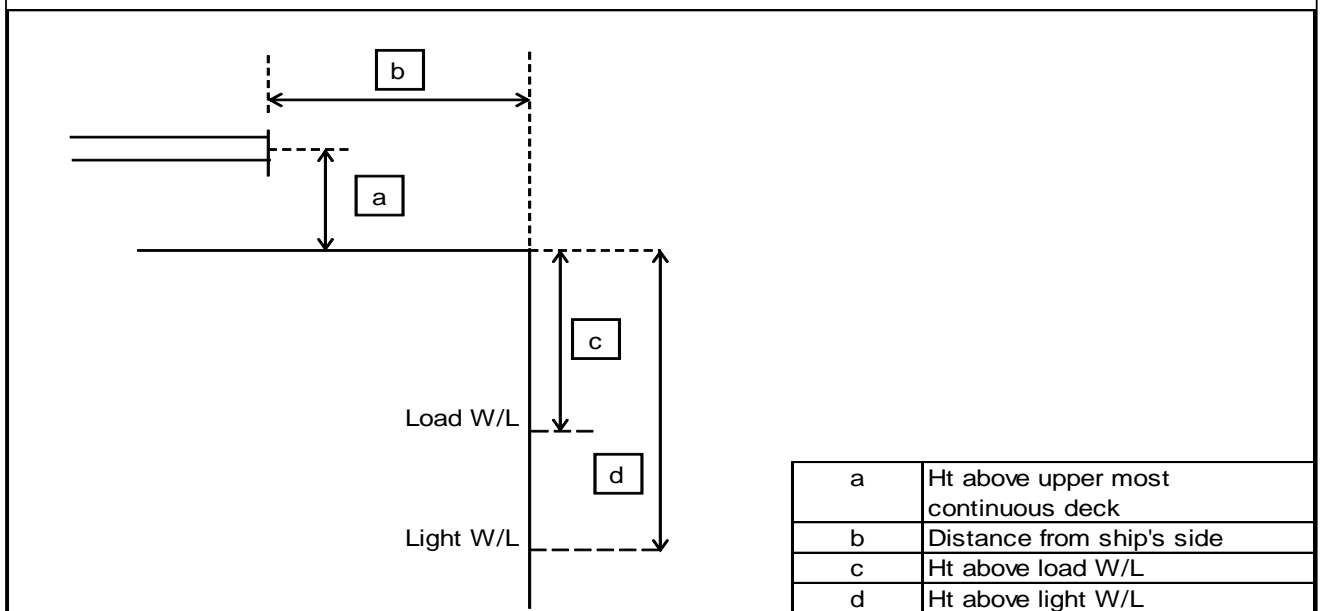 b
a
c
Load W/L
d
Light W/L
a Ht above upper most
continuous deck
b Distance from ship's side
c Ht above load W/L
d Ht above light W/L